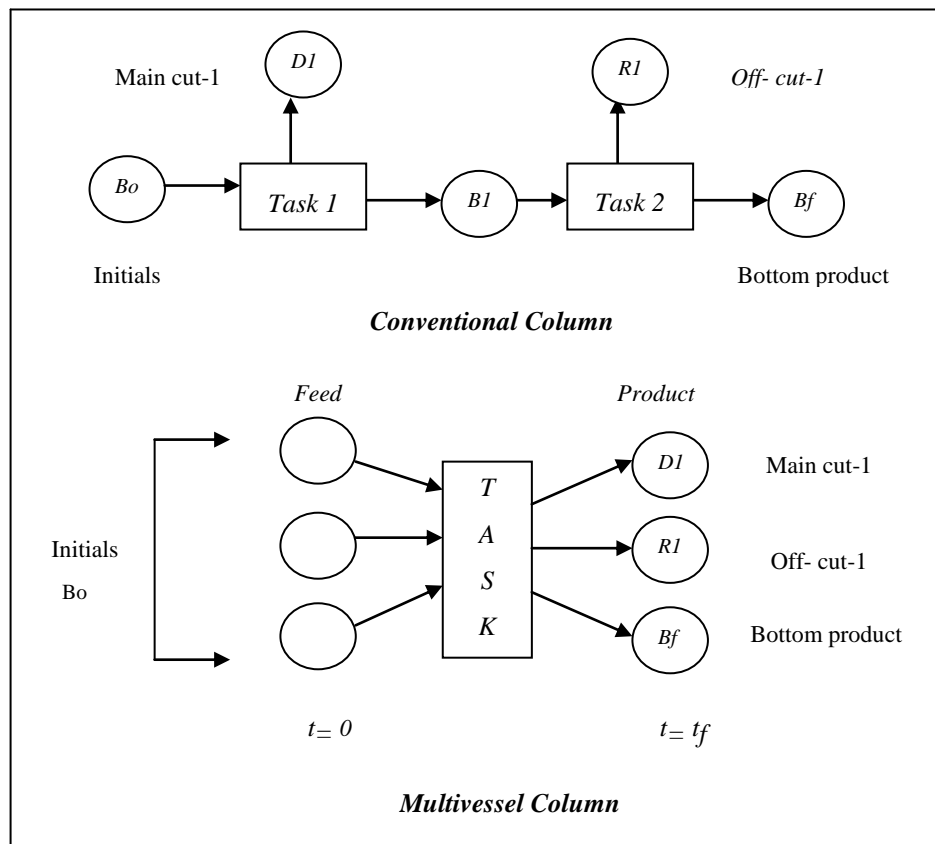 D1
Main cut-1
R1
Off- cut-1
Bo
Task 1
B1
Task 2
Bf
Initials
Bottom product
Conventional Column
Feed
Product
T
A
S
K
D1
Main cut-1
Initials
Bo
R1
Off- cut-1
Bf
Bottom product
t= 0
t= tf
Multivessel Column